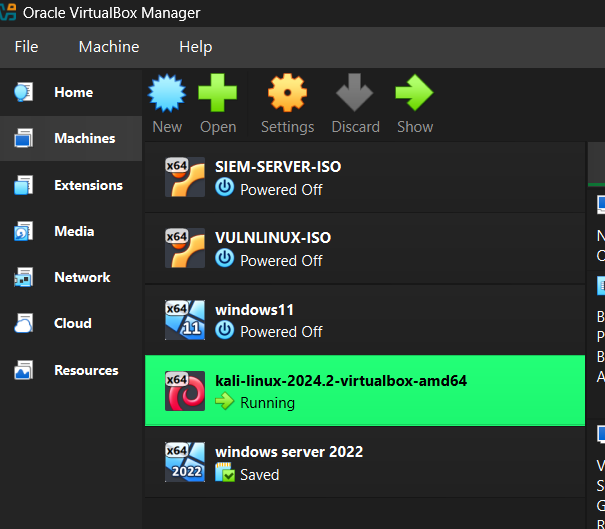 Oracle VirtualBox Manager
File Machine Help
Home
Machines
Extensions
Media
Network
Cloud
Resources
New Open Settings Discard Show
x64
SIEM-SERVER-ISO
Powered Off
x64
VULNLINUX-ISO
Powered Off
x64
11
windows11
Powered Off
x64
kali-linux-2024.2-virtualbox-amd64
Running
x64
2022
windows server 2022
Saved
N
O
B
P
B
A
V
S
G
R